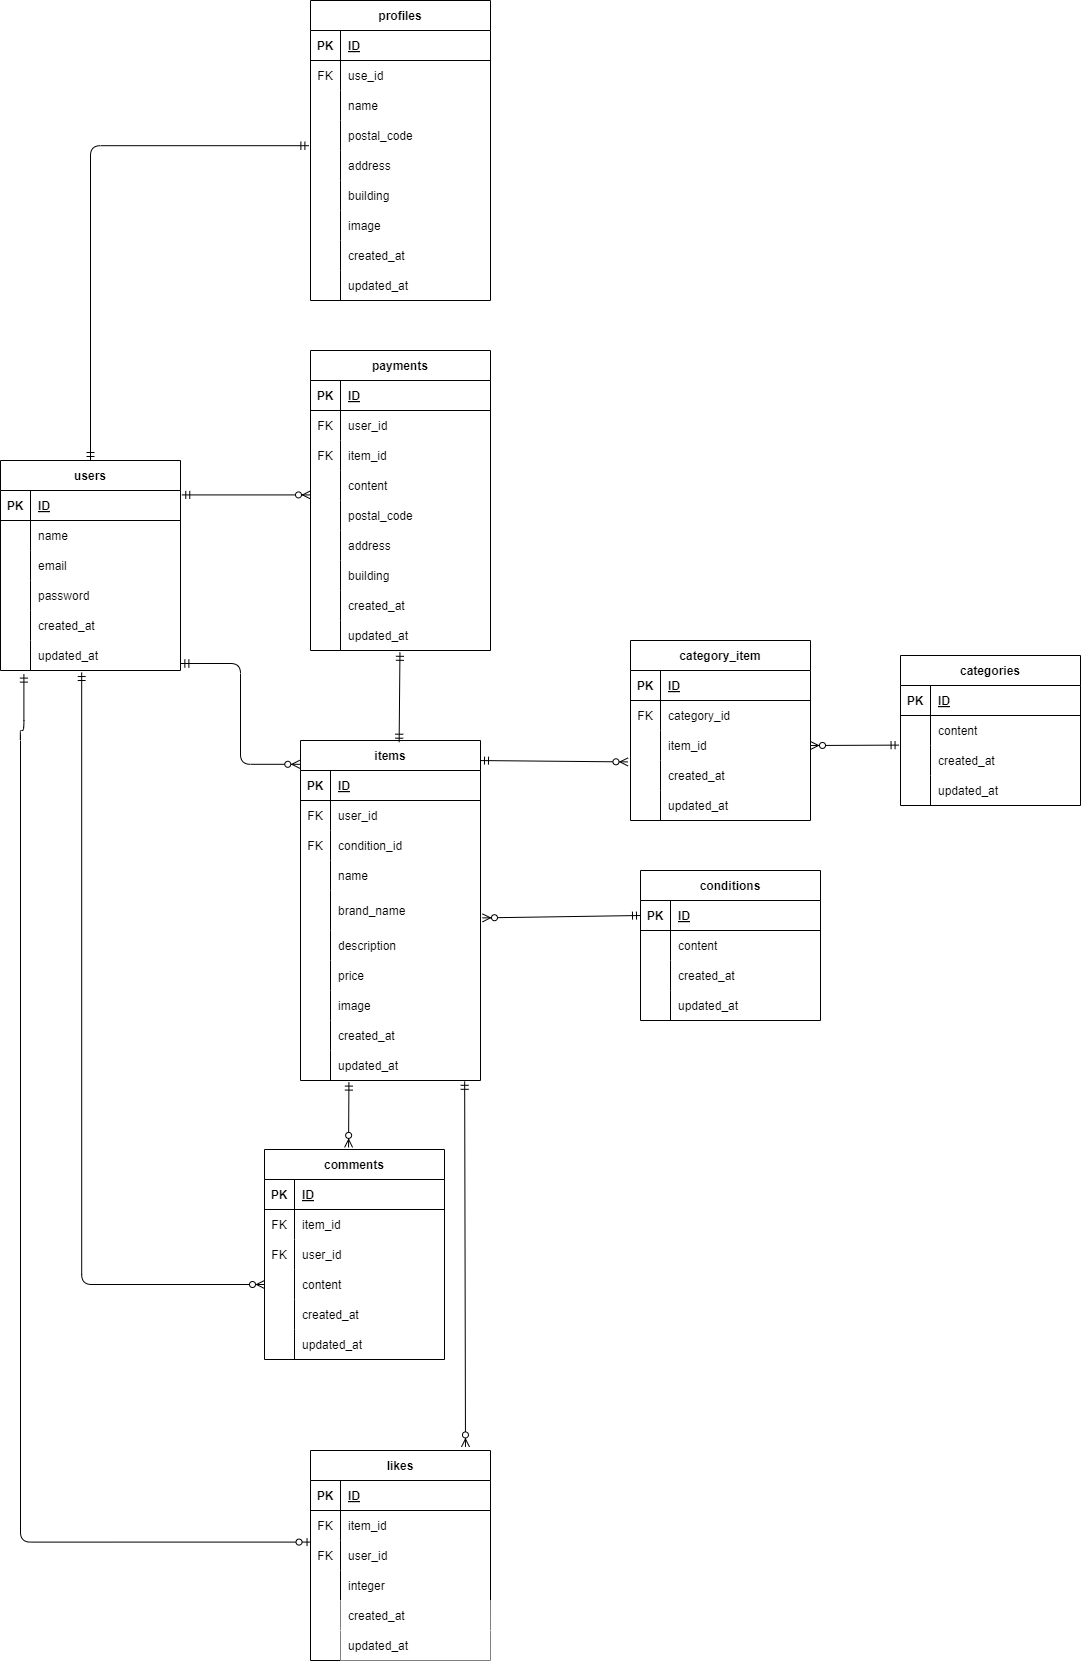 profiles
PK ID
FK use_id
name
postal_code
address
building
image
created_at
updated_at
payments
PK ID
FK user_id
FK item_id
content
postal_code
address
building
created_at
updated_at
users
PK ID
name
email
password
created_at
updated_at
category_item
PK ID
FK category_id
item_id
created_at
updated_at
categories
PK ID
content
created_at
updated_at
items
PK ID
FK user_id
FK condition_id
name
brand_name
description
price
image
created_at
updated_at
conditions
PK ID
content
created_at
updated_at
comments
PK ID
FK item_id
FK user_id
content
created_at
updated_at
likes
PK ID
FK item_id
FK user_id
integer
created_at
updated_at